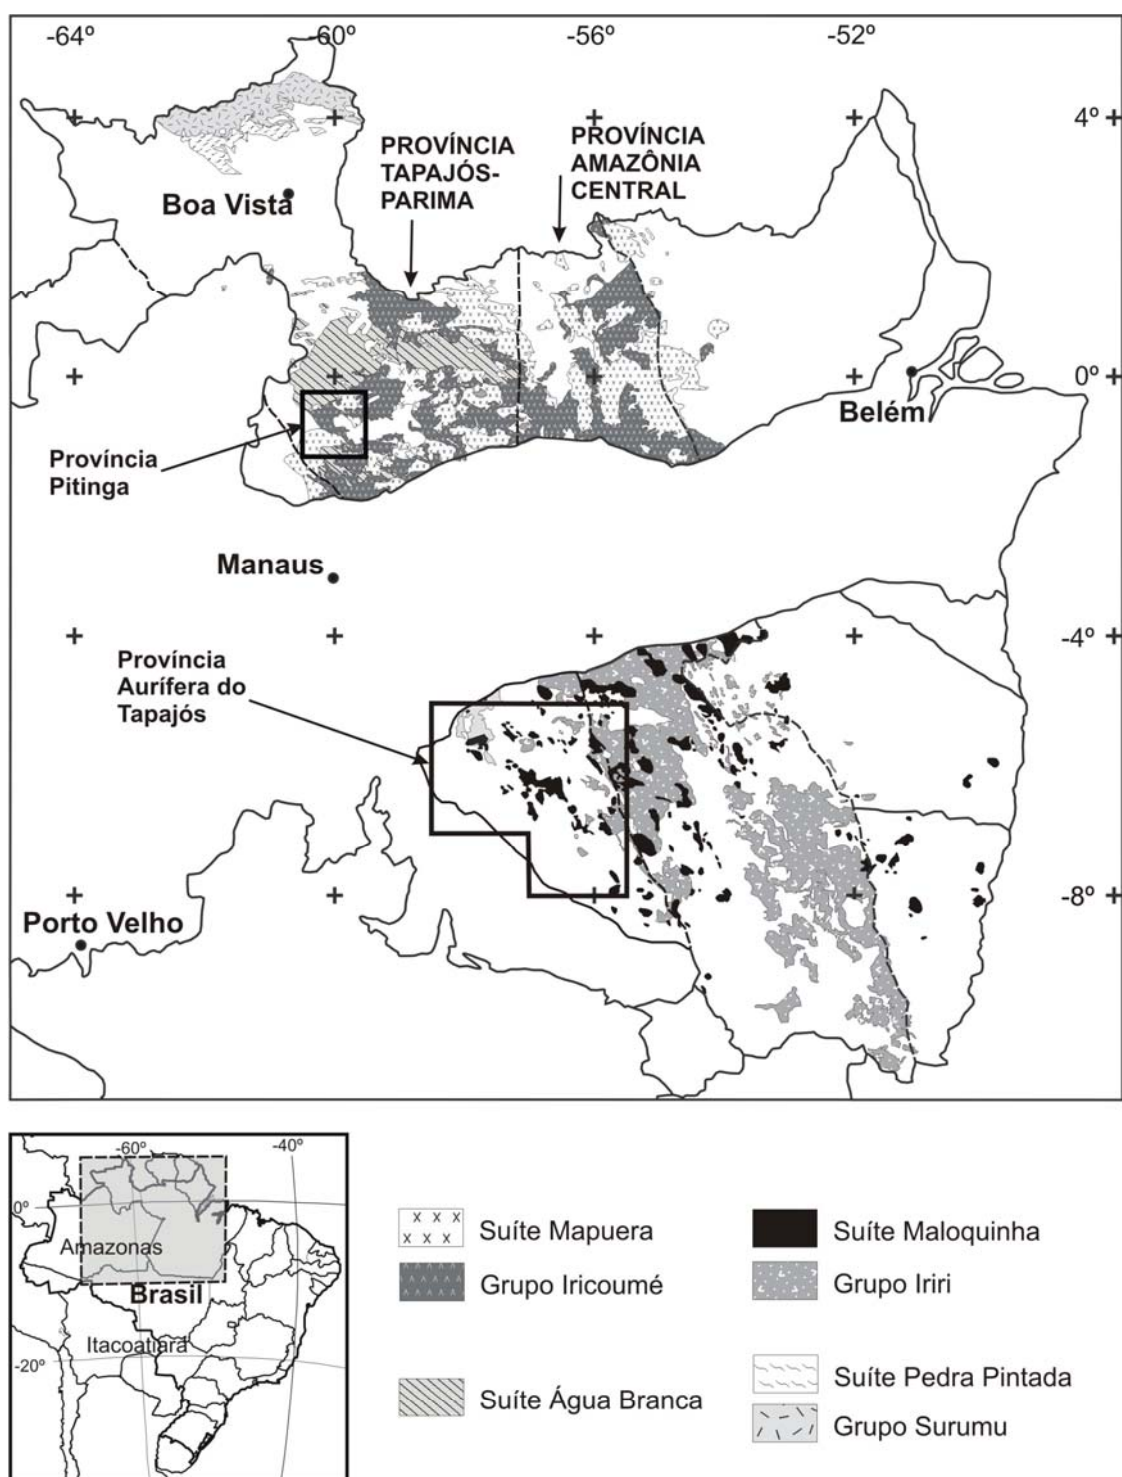 -64º
-60º
-56º
-52º
4º
PROVÍNCIA
TAPAJÓS-
PARIMA
PROVÍNCIA
AMAZÔNIA
CENTRAL
Boa Vista
0º
Belém
Província
Pitinga
Manaus
-4º
Província
Aurífera do
Tapajós
-8º
Porto Velho
-60º
-40º
0º
Amazonas
Brasil
Itacoatiara
-20º
Suíte Mapuera
Grupo Iricoumé
Suíte Água Branca
Suíte Maloquinha
Grupo Iriri
Suíte Pedra Pintada
Grupo Surumu